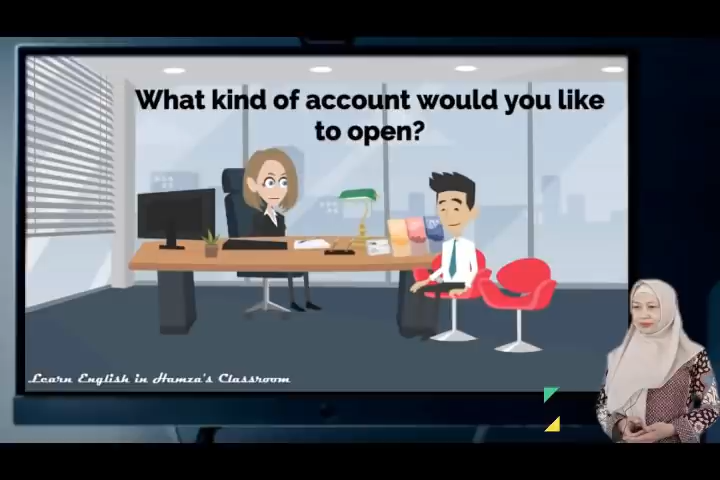 What kind of account would you like
to open?
Learn English in Hamza's Classroom